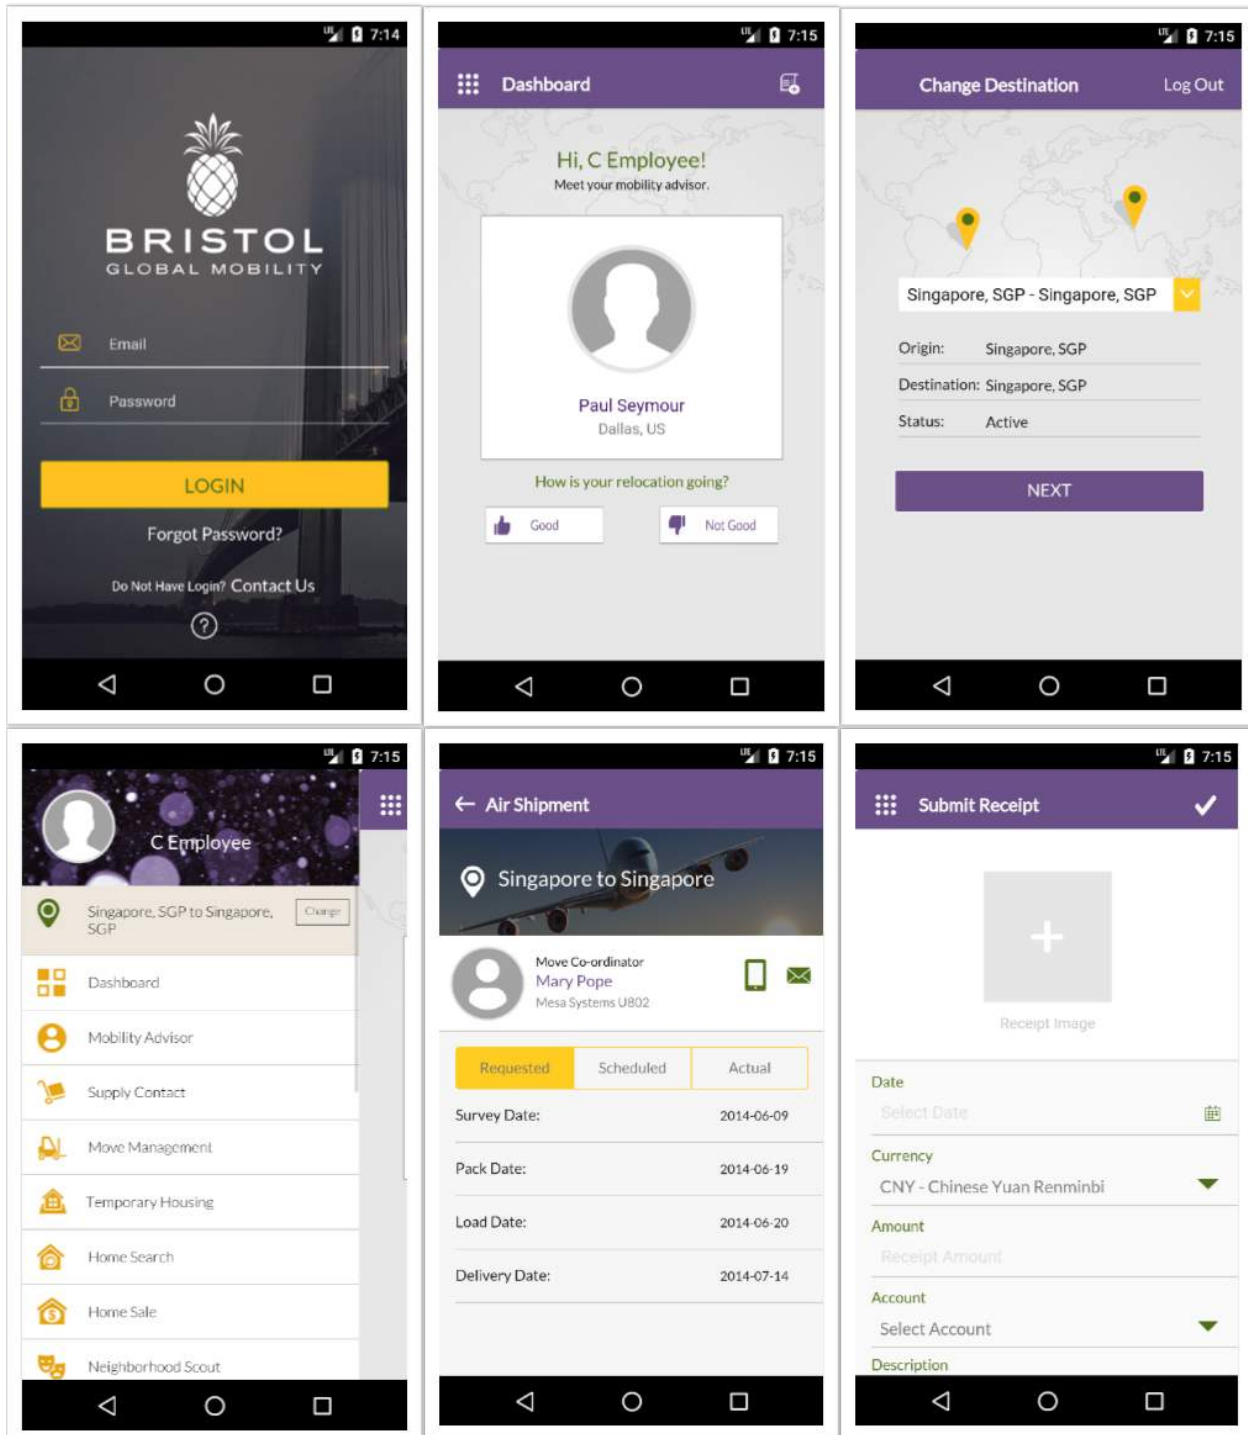 LTE 7:14
BRISTOL
GLOBAL MOBILITY
Email
Password
LOGIN
Forgot Password?
Do Not Have Login? Contact Us
?
LTE 7:15
Dashboard
Hi, C Employee!
Meet your mobility advisor.
Paul Seymour
Dallas, US
How is your relocation going?
Good
Not Good
LTE 7:15
Change Destination
Log Out
Singapore, SGP - Singapore, SGP
Origin: Singapore, SGP
Destination: Singapore, SGP
Status: Active
NEXT
LTE 7:15
C Employee
Singapore, SGP to Singapore,
SGP
Change
Dashboard
Mobility Advisor
Supply Contact
Move Management
Temporary Housing
Home Search
Home Sale
Neighborhood Scout
LTE 7:15
Air Shipment
Singapore to Singapore
Move Co-ordinator
Mary Pope
Mesa Systems U802
Requested Scheduled Actual
Survey Date: 2014-06-09
Pack Date: 2014-06-19
Load Date: 2014-06-20
Delivery Date: 2014-07-14
LTE 7:15
Submit Receipt
Receipt Image
Date
Select Date
Currency
CNY - Chinese Yuan Renminbi
Amount
Receipt Amount
Account
Select Account
Description